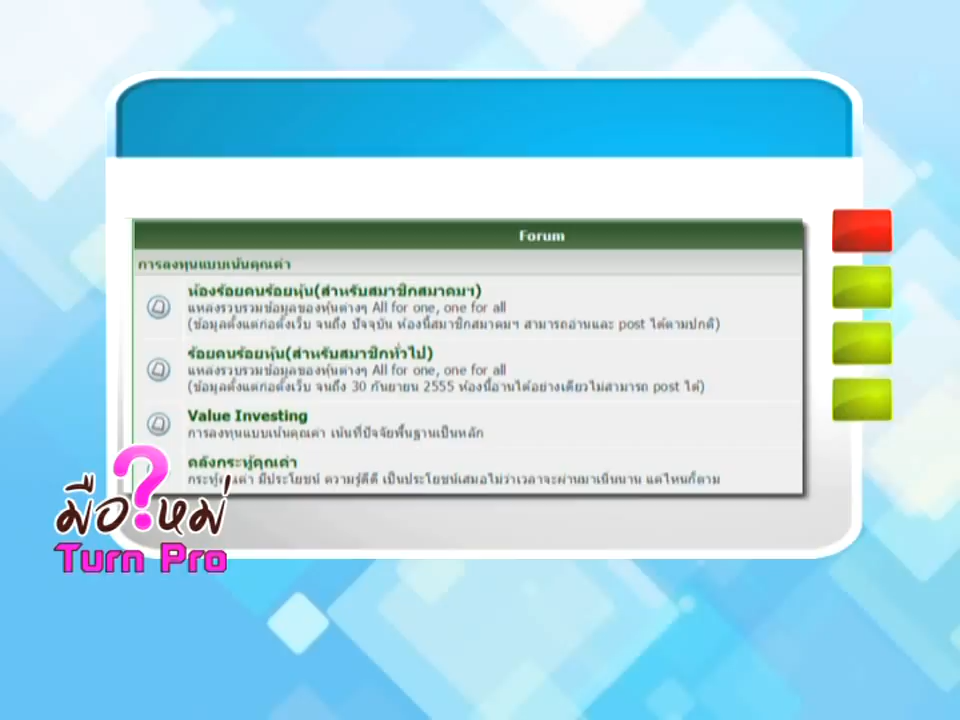 Forum
การลงทุนแบบเน้นคุณค่า
ห้องร้อยคนร้อยหุ้น(สำหรับสมาชิกสมาคมฯ)
แหล่งรวบรวมข้อมูลของหุ้นต่างๆ All for one, one for all
(ข้อมูลตั้งแต่ก่อตั้งเว็บ จนถึง ปัจจุบัน ห้องนี้สมาชิกสมาคมฯ สามารถอ่านและ post ได้ตามปกติ)
ร้อยคนร้อยหุ้น(สำหรับสมาชิกทั่วไป)
แหล่งรวบรวมข้อมูลของหุ้นต่างๆ All for one, one for all
(ข้อมูลตั้งแต่ก่อตั้งเว็บ จนถึง 30 กันยายน 2555 ห้องนี้อ่านได้อย่างเดียวไม่สามารถ post ได้)
Value Investing
การลงทุนแบบเน้นคุณค่า เน้นที่ปัจจัยพื้นฐานเป็นหลัก
คลังกระทู้คุณค่า
กระทู้คุณค่า มีประโยชน์ ความรู้ดีดี เป็นประโยชน์เสมอไม่ว่าเวลาจะผ่านมาเนิ่นนาน แค่ไหนก็ตาม
มือ?ใหม่
Turn Pro